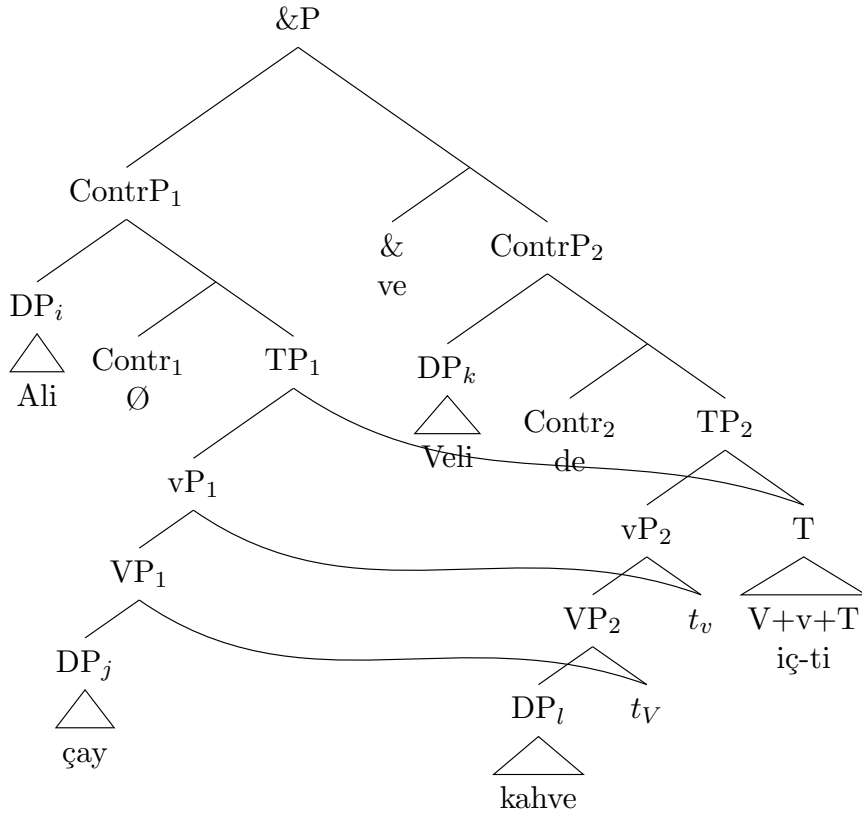 &P
ContrP₁
& ContrP₂
ve
DPᵢ
Contr₁ TP₁ DPₖ
Ali Ø
Contr₂ TP₂
Veli de
vP₁
vP₂ T
VP₁
VP₂ tᵥ V+v+T
iç-ti
DPⱼ
DPₗ t_V
çay
kahve